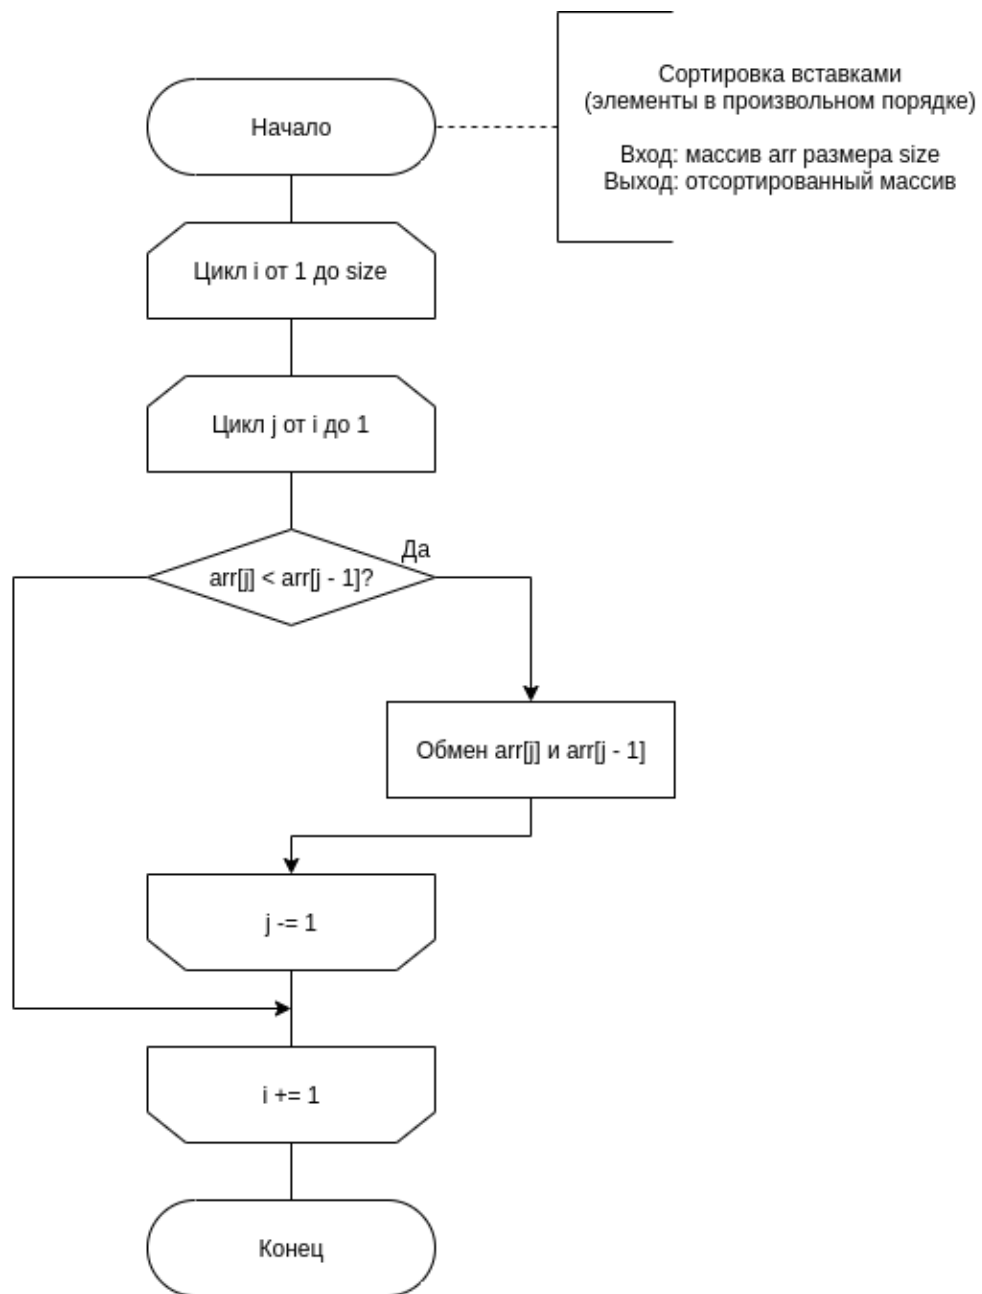 Сортировка вставками
(элементы в произвольном порядке)
Вход: массив arr размера size
Выход: отсортированный массив
Начало
Цикл i от 1 до size
Цикл j от i до 1
Да
arr[j] < arr[j - 1]?
Обмен arr[j] и arr[j - 1]
j -= 1
i += 1
Конец